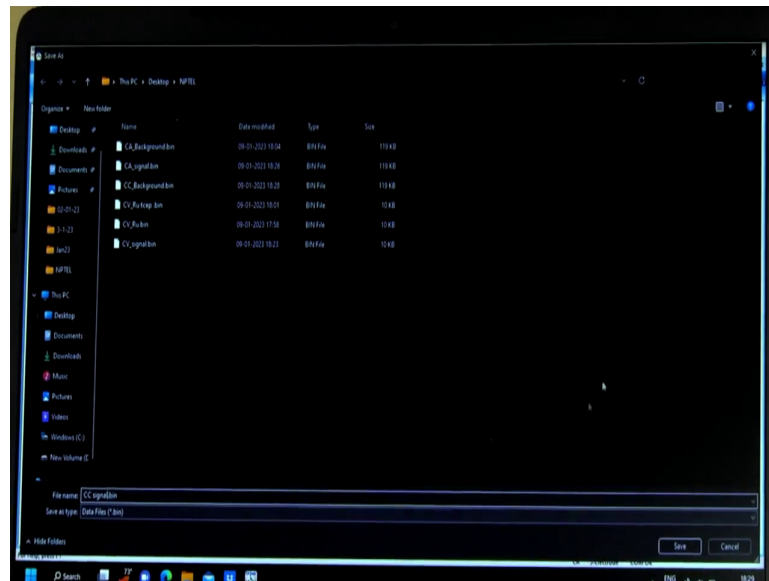 Save As
This PC › Desktop › NPTEL
Organize New folder
Name Date modified Type Size
CA_Background.bin 09-01-2023 18:04 BIN File 119 KB
CA_signal.bin 09-01-2023 18:26 BIN File 119 KB
CC_Background.bin 09-01-2023 18:28 BIN File 119 KB
CV_Ru-tcep .bin 09-01-2023 18:01 BIN File 10 KB
CV_Ru.bin 09-01-2023 17:58 BIN File 10 KB
CV_signal bin 09-01-2023 18:23 BIN File 10 KB
Desktop
Downloads
Documents
Pictures
02-01-23
3-1-23
Jan23
NPTEL
This PC
Desktop
Documents
Downloads
Music
Pictures
Videos
Windows (C:)
New Volume (D
File name: CC signal.bin
Save as type: Data Files (*.bin)
Hide Folders
Save Cancel
Search 73° ENG 18:29